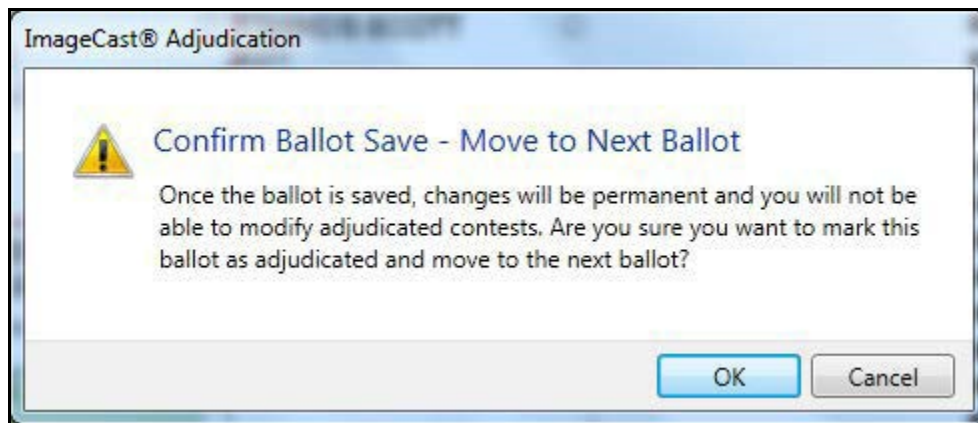 ImageCast® Adjudication
Confirm Ballot Save - Move to Next Ballot
Once the ballot is saved, changes will be permanent and you will not be
able to modify adjudicated contests. Are you sure you want to mark this
ballot as adjudicated and move to the next ballot?
OK
Cancel